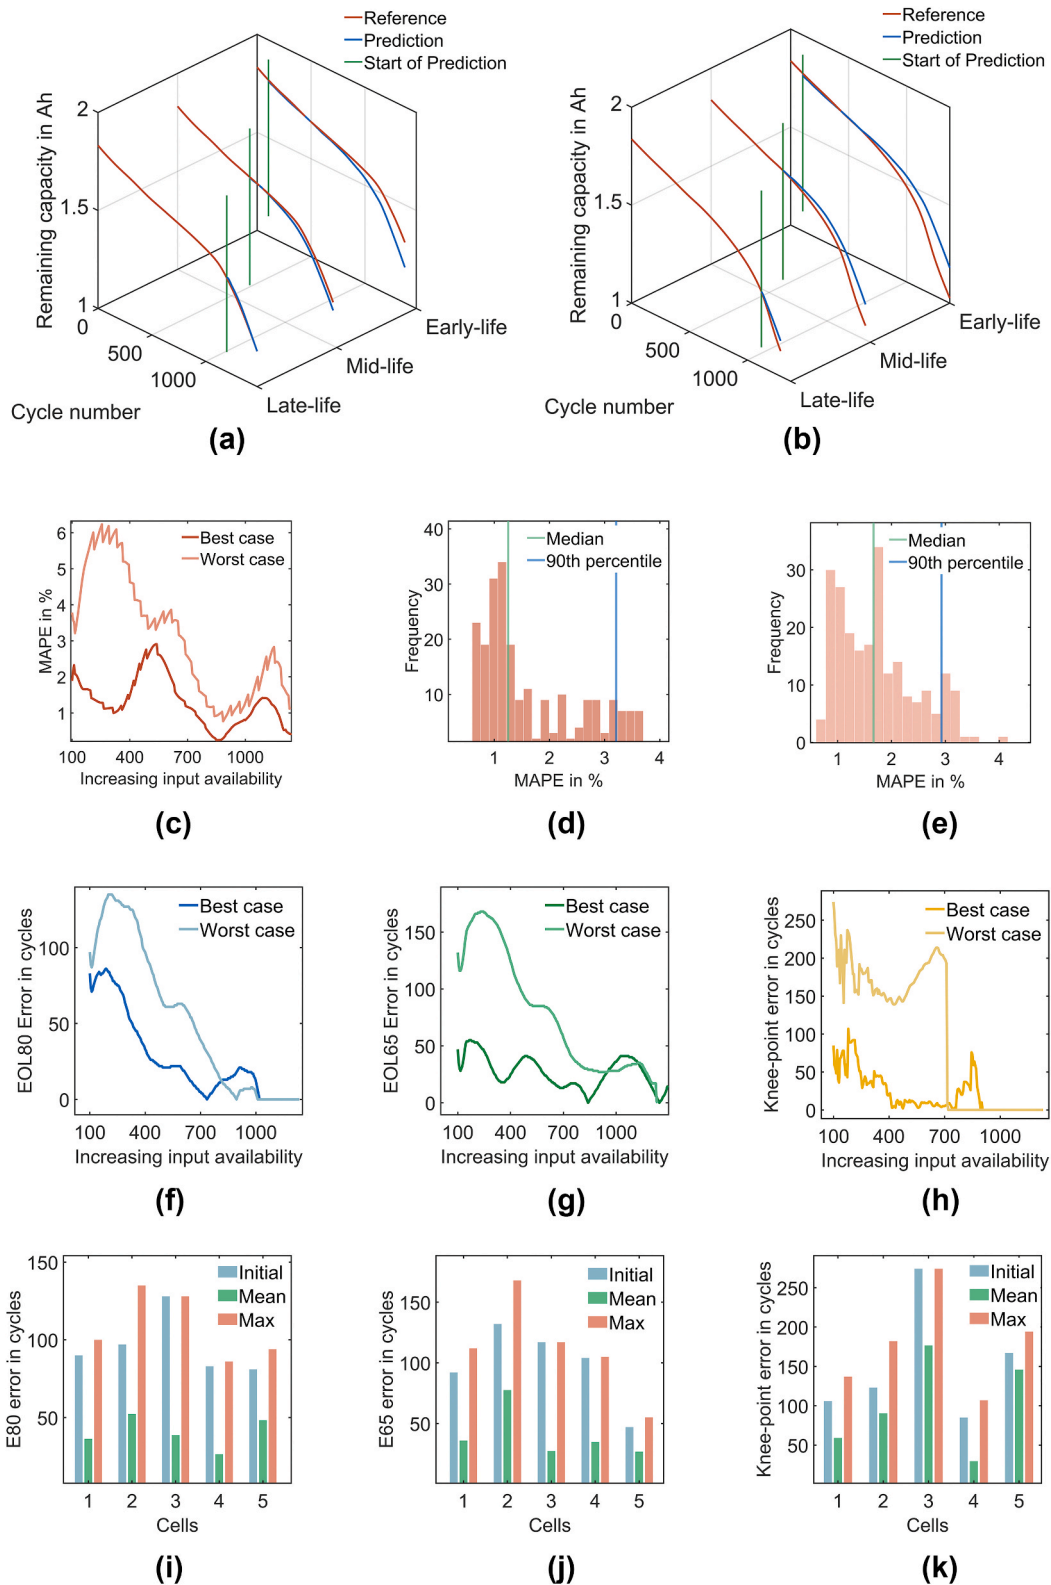 Reference
Prediction
Start of Prediction
Remaining capacity in Ah
2
1.5
1
0
500
1000
Cycle number
Early-life
Mid-life
Late-life
(a)
Reference
Prediction
Start of Prediction
Remaining capacity in Ah
2
1.5
1
0
500
1000
Cycle number
Early-life
Mid-life
Late-life
(b)
Best case
Worst case
MAPE in %
6
5
4
3
2
1
100 400 700 1000
Increasing input availability
(c)
Median
90th percentile
Frequency
40
30
20
10
1 2 3 4
MAPE in %
(d)
Median
90th percentile
Frequency
30
20
10
0
1 2 3 4
MAPE in %
(e)
Best case
Worst case
EOL80 Error in cycles
100
50
0
100 400 700 1000
Increasing input availability
(f)
Best case
Worst case
EOL65 Error in cycles
150
100
50
0
100 400 700 1000
Increasing input availability
(g)
Best case
Worst case
Knee-point error in cycles
250
200
150
100
50
0
100 400 700 1000
Increasing input availability
(h)
Initial
Mean
Max
E80 error in cycles
150
100
50
1 2 3 4 5
Cells
(i)
Initial
Mean
Max
E65 error in cycles
150
100
50
1 2 3 4 5
Cells
(j)
Initial
Mean
Max
Knee-point error in cycles
250
200
150
100
50
1 2 3 4 5
Cells
(k)